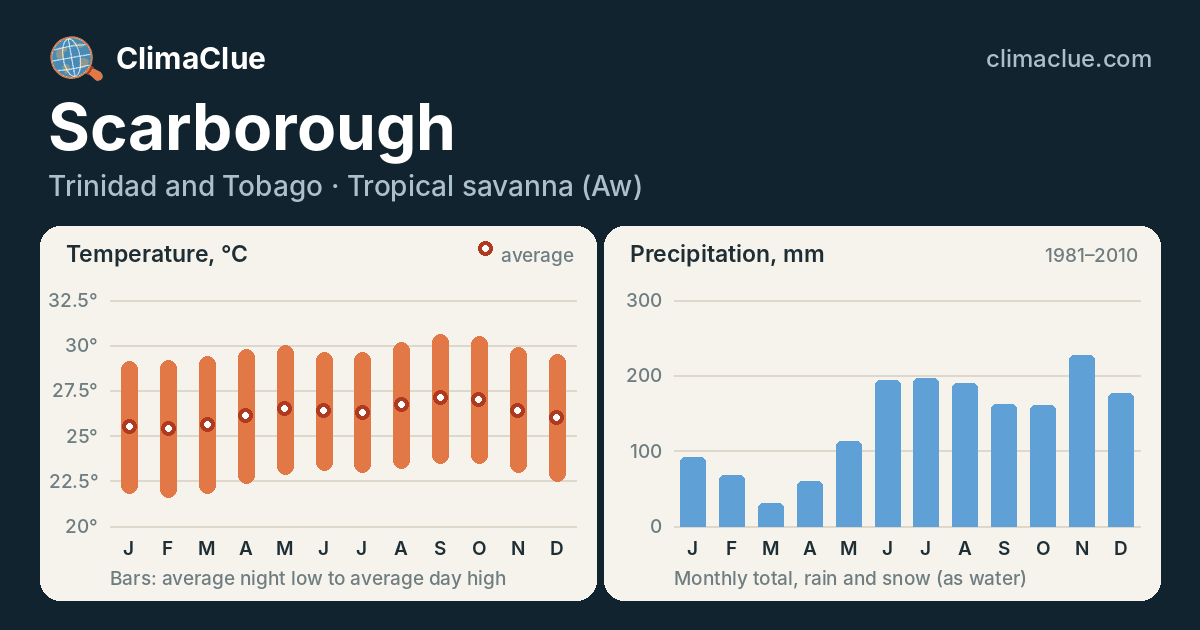 ClimaClue
climaclue.com
Scarborough
Trinidad and Tobago · Tropical savanna (Aw)
Temperature, °C
average
32.5°
30°
27.5°
25°
22.5°
20°
J F M A M J J A S O N D
Bars: average night low to average day high
Precipitation, mm
1981–2010
300
200
100
0
J F M A M J J A S O N D
Monthly total, rain and snow (as water)